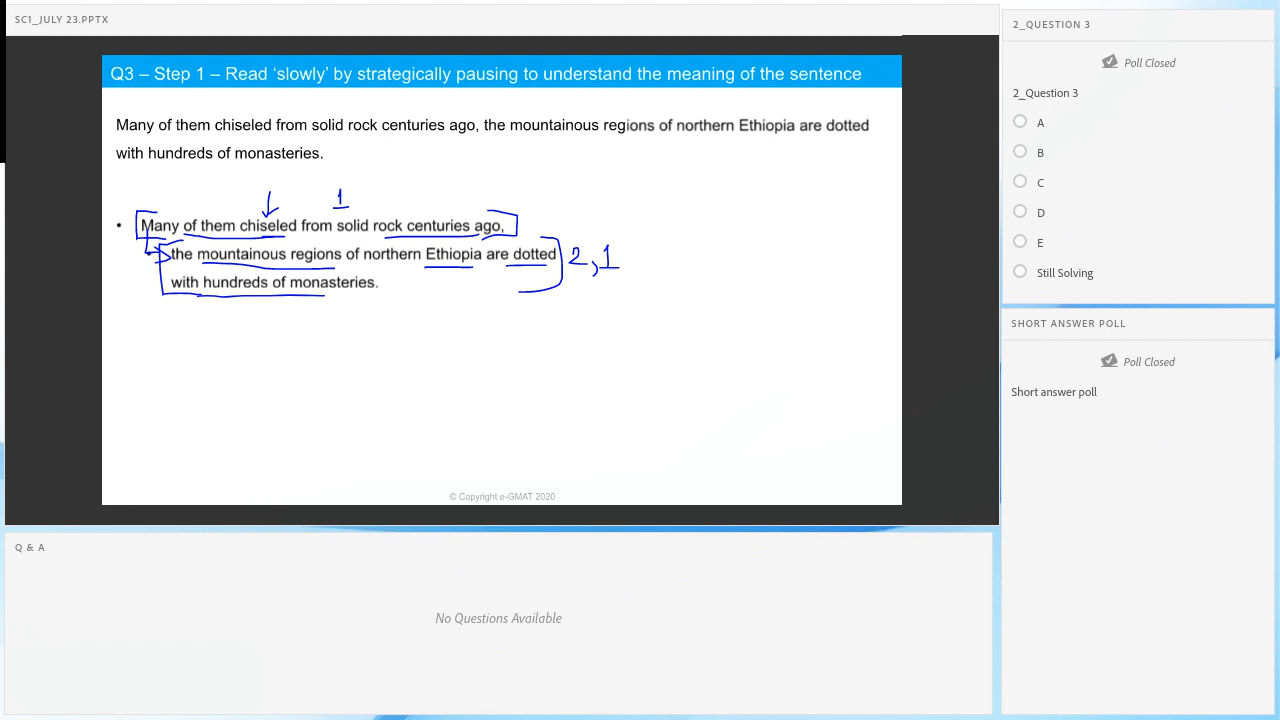 SC1_JULY 23.PPTX
Q3 – Step 1 – Read ‘slowly’ by strategically pausing to understand the meaning of the sentence
Many of them chiseled from solid rock centuries ago, the mountainous regions of northern Ethiopia are dotted
with hundreds of monasteries.
1
• Many of them chiseled from solid rock centuries ago,
the mountainous regions of northern Ethiopia are dotted
with hundreds of monasteries.
2, 1
© Copyright e-GMAT 2020
Q & A
No Questions Available
2_QUESTION 3
Poll Closed
2_Question 3
A
B
C
D
E
Still Solving
SHORT ANSWER POLL
Poll Closed
Short answer poll